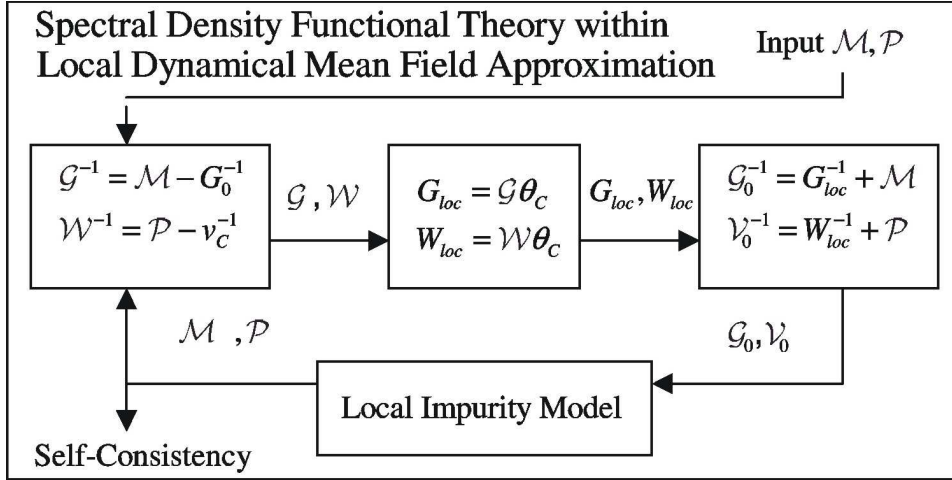 Spectral Density Functional Theory within
Local Dynamical Mean Field Approximation
Input ℳ, 𝒫
𝒢⁻¹ = ℳ − G₀⁻¹
𝒲⁻¹ = 𝒫 − v_C⁻¹
𝒢 , 𝒲
G_loc = 𝒢θ_C
W_loc = 𝒲θ_C
G_loc, W_loc
𝒢₀⁻¹ = G_loc⁻¹ + ℳ
𝒱₀⁻¹ = W_loc⁻¹ + 𝒫
ℳ , 𝒫
𝒢₀, 𝒱₀
Local Impurity Model
Self-Consistency